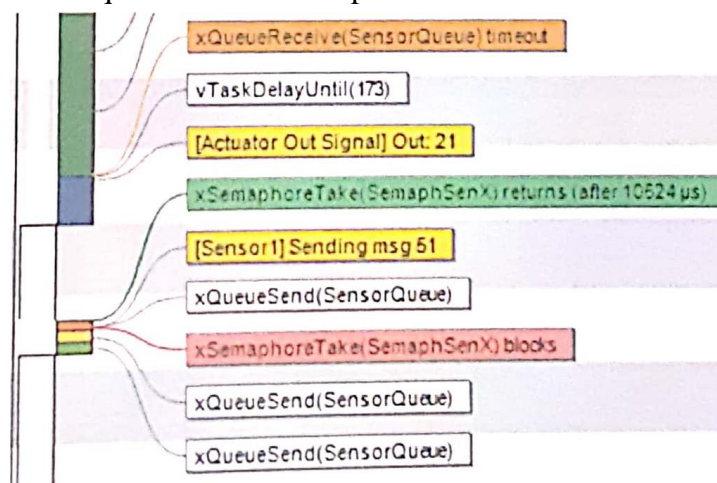 xQueueReceive(SensorQueue) timeout
vTaskDelayUntil(173)
[Actuator Out Signal] Out: 21
xSemaphoreTake(SemaphSenX) returns (after 10624 µs)
[Sensor1] Sending msg 51
xQueueSend(SensorQueue)
xSemaphoreTake(SemaphSenX) blocks
xQueueSend(SensorQueue)
xQueueSend(SensorQueue)